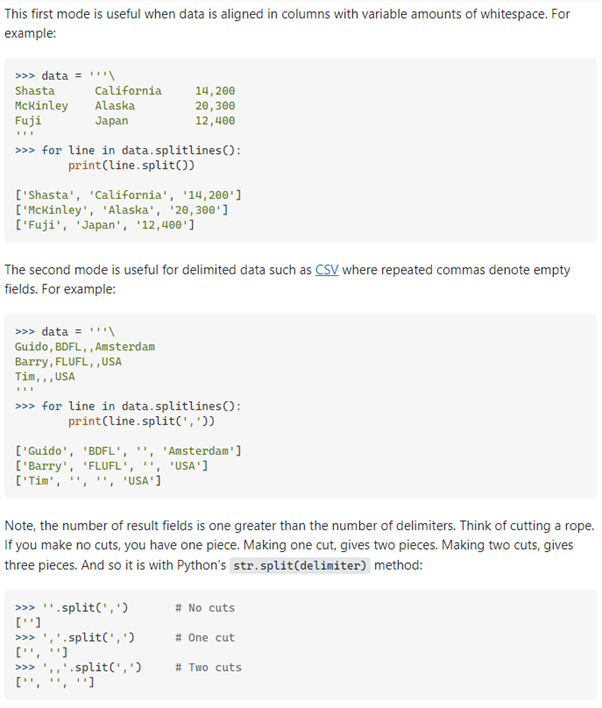 This first mode is useful when data is aligned in columns with variable amounts of whitespace. For
example:
>>> data = '''\
Shasta      California     14,200
McKinley    Alaska         20,300
Fuji        Japan          12,400
'''
>>> for line in data.splitlines():
        print(line.split())
['Shasta', 'California', '14,200']
['McKinley', 'Alaska', '20,300']
['Fuji', 'Japan', '12,400']
The second mode is useful for delimited data such as CSV where repeated commas denote empty
fields. For example:
>>> data = '''\
Guido,BDFL,,Amsterdam
Barry,FLUFL,,USA
Tim,,,USA
'''
>>> for line in data.splitlines():
        print(line.split(','))
['Guido', 'BDFL', '', 'Amsterdam']
['Barry', 'FLUFL', '', 'USA']
['Tim', '', '', 'USA']
Note, the number of result fields is one greater than the number of delimiters. Think of cutting a rope.
If you make no cuts, you have one piece. Making one cut, gives two pieces. Making two cuts, gives
three pieces. And so it is with Python's str.split(delimiter) method:
>>> ''.split(',')       # No cuts
['']
>>> ','.split(',')      # One cut
['', '']
>>> ',,'.split(',')     # Two cuts
['', '', '']